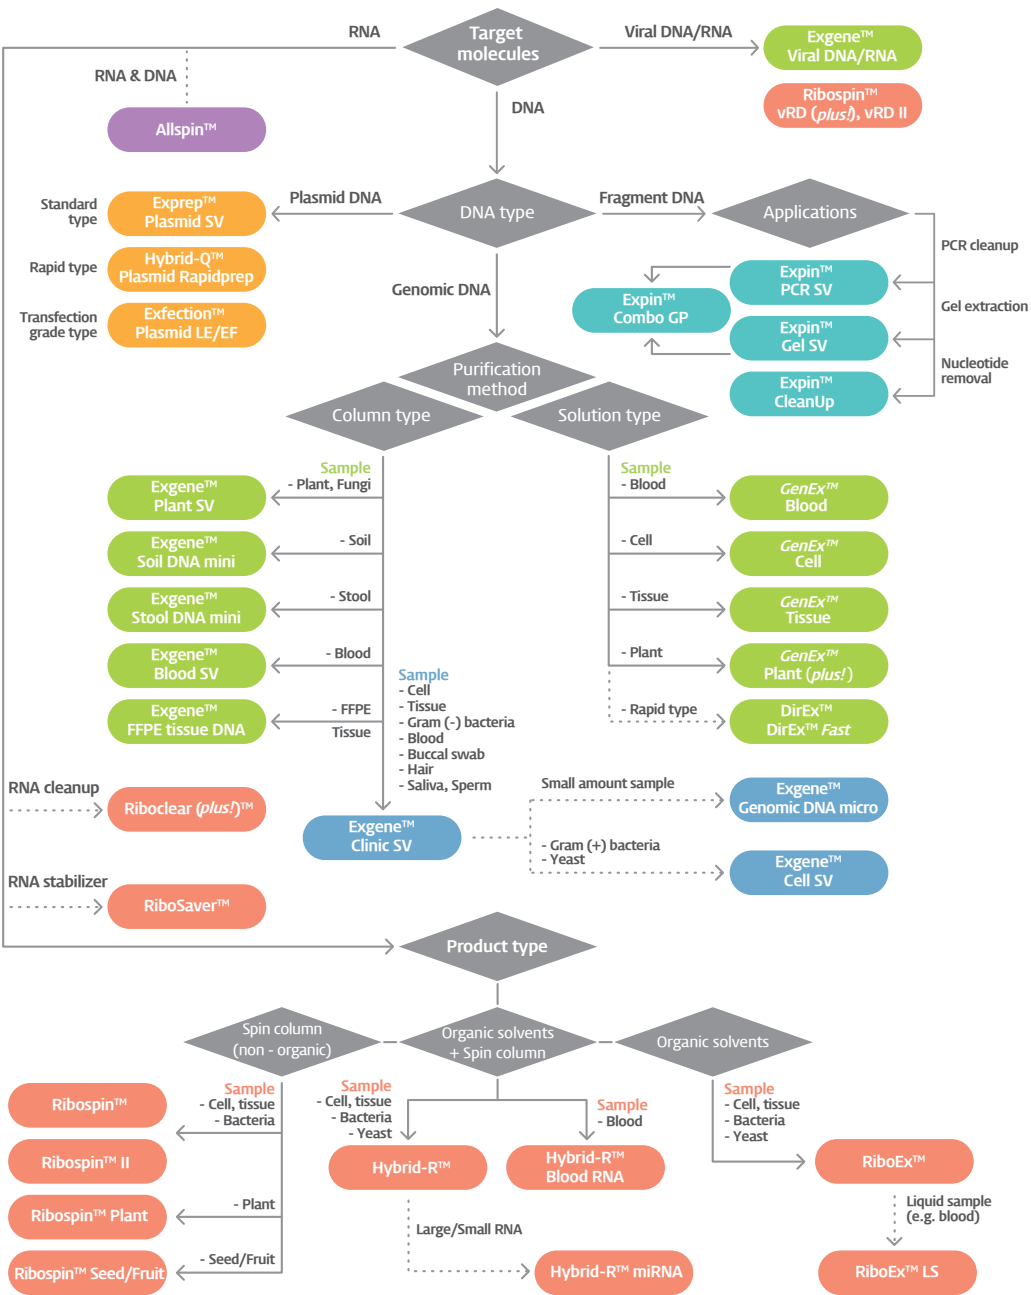 RNA
Target
molecules
Viral DNA/RNA
Exgene™
Viral DNA/RNA
RNA & DNA
Ribospin™
vRD (plus!), vRD II
Allspin™
DNA
Standard
type
Exprep™
Plasmid SV
Plasmid DNA
DNA type
Fragment DNA
Applications
Rapid type
Hybrid-Q™
Plasmid Rapidprep
Transfection
grade type
Exfection™
Plasmid LE/EF
Genomic DNA
PCR cleanup
Expin™
PCR SV
Expin™
Combo GP
Gel extraction
Expin™
Gel SV
Nucleotide
removal
Expin™
CleanUp
Purification
method
Column type
Solution type
Sample
- Plant, Fungi
Exgene™
Plant SV
- Soil
Exgene™
Soil DNA mini
- Stool
Exgene™
Stool DNA mini
- Blood
Exgene™
Blood SV
- FFPE
Tissue
Exgene™
FFPE tissue DNA
Sample
- Blood
GenEx™
Blood
- Cell
GenEx™
Cell
- Tissue
GenEx™
Tissue
- Plant
GenEx™
Plant (plus!)
- Rapid type
DirEx™
DirEx™ Fast
Sample
- Cell
- Tissue
- Gram (-) bacteria
- Blood
- Buccal swab
- Hair
- Saliva, Sperm
RNA cleanup
Riboclear (plus!)™
Exgene™
Clinic SV
Small amount sample
Exgene™
Genomic DNA micro
- Gram (+) bacteria
- Yeast
Exgene™
Cell SV
RNA stabilizer
RiboSaver™
Product type
Spin column
(non - organic)
Organic solvents
+ Spin column
Organic solvents
Sample
- Cell, tissue
- Bacteria
Ribospin™
Ribospin™ II
- Plant
Ribospin™ Plant
- Seed/Fruit
Ribospin™ Seed/Fruit
Sample
- Cell, tissue
- Bacteria
- Yeast
Hybrid-R™
Sample
- Blood
Hybrid-R™
Blood RNA
Large/Small RNA
Hybrid-R™ miRNA
Sample
- Cell, tissue
- Bacteria
- Yeast
RiboEx™
Liquid sample
(e.g. blood)
RiboEx™ LS